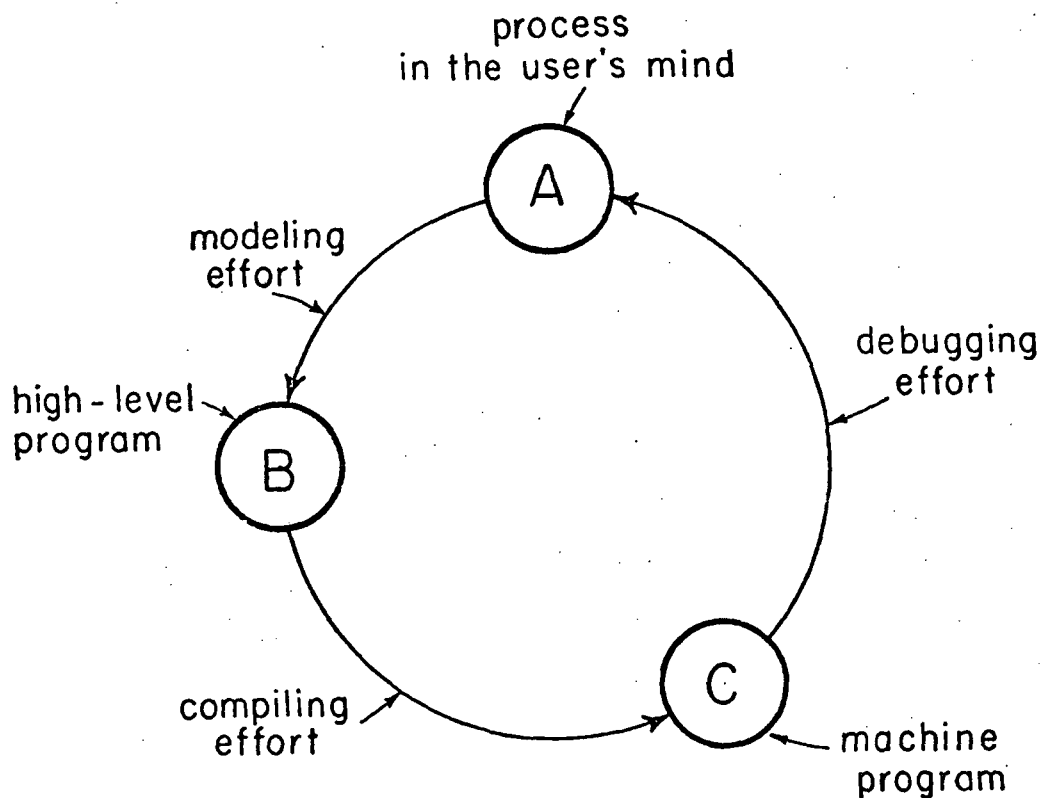 process
in the user's mind
A
modeling
effort
debugging
effort
high-level
program
B
compiling
effort
C
machine
program